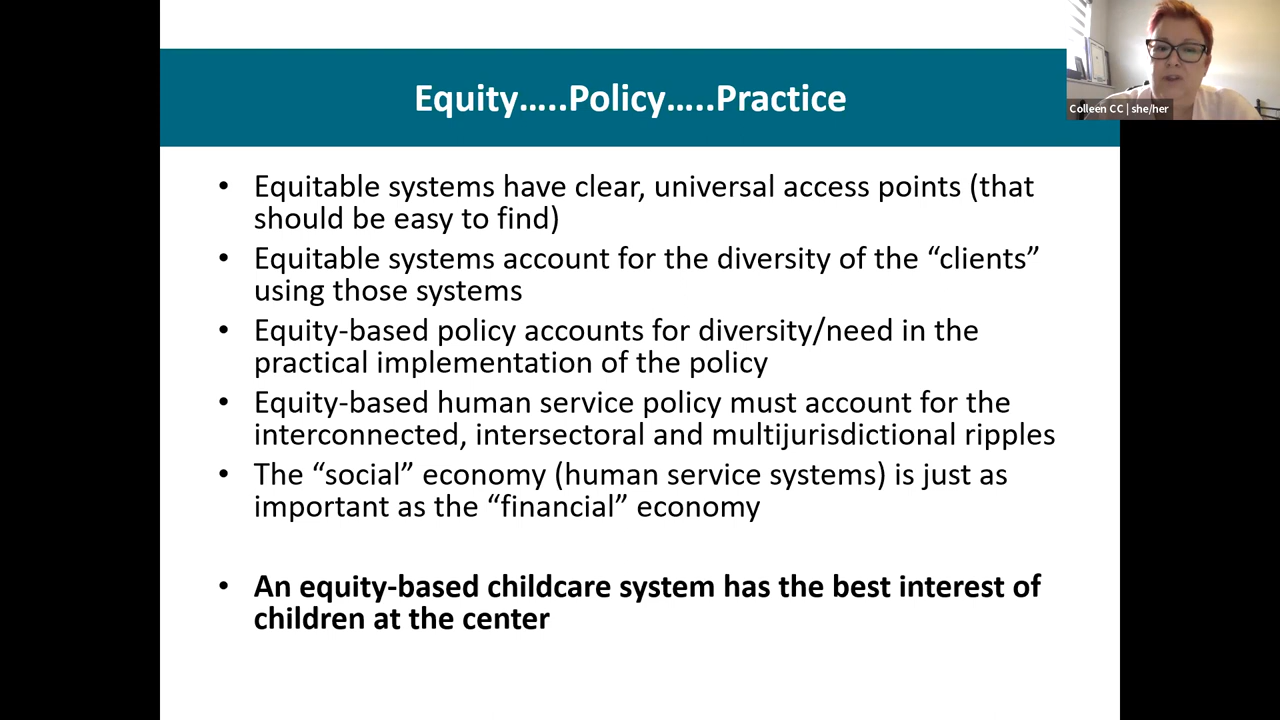 Equity.....Policy.....Practice
Colleen CC | she/her
• Equitable systems have clear, universal access points (that
should be easy to find)
• Equitable systems account for the diversity of the “clients”
using those systems
• Equity-based policy accounts for diversity/need in the
practical implementation of the policy
• Equity-based human service policy must account for the
interconnected, intersectoral and multijurisdictional ripples
• The “social” economy (human service systems) is just as
important as the “financial” economy
• An equity-based childcare system has the best interest of
children at the center